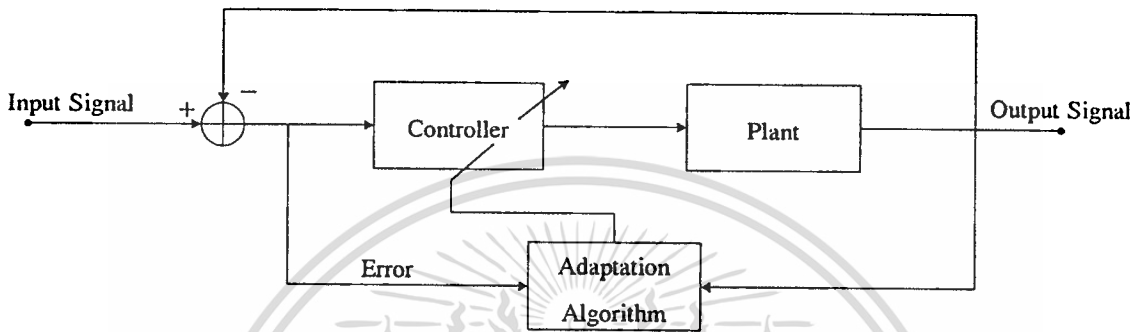 −
Input Signal
+
Controller
Plant
Output Signal
Error
Adaptation
Algorithm